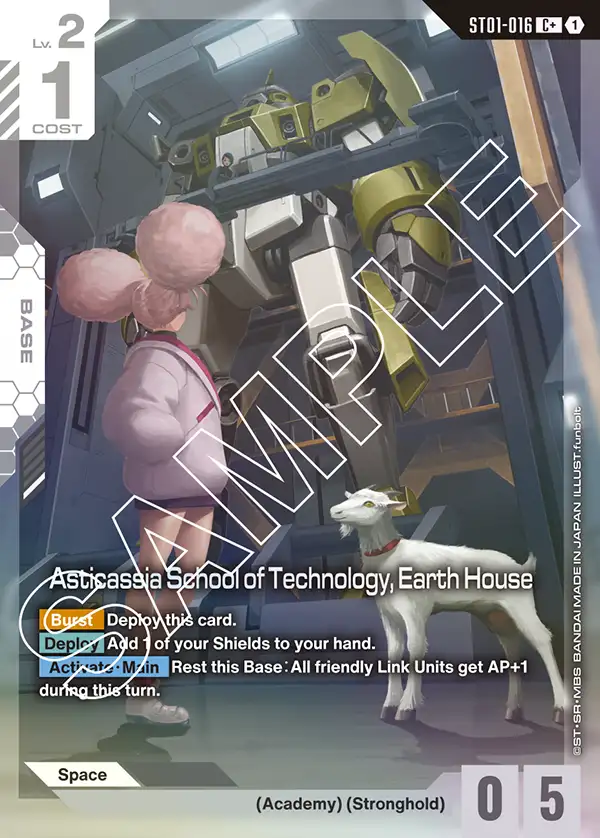 Lv. 2
1
COST
ST01-016 C+ 1
BASE
SAMPLE
Asticassia School of Technology, Earth House
Burst Deploy this card.
Deploy Add 1 of your Shields to your hand.
Activate･Main Rest this Base：All friendly Link Units get AP+1
during this turn.
Space
(Academy) (Stronghold)
0 5
©ST･SR･MBS BANDAI MADE IN JAPAN ILLUST.funbolt